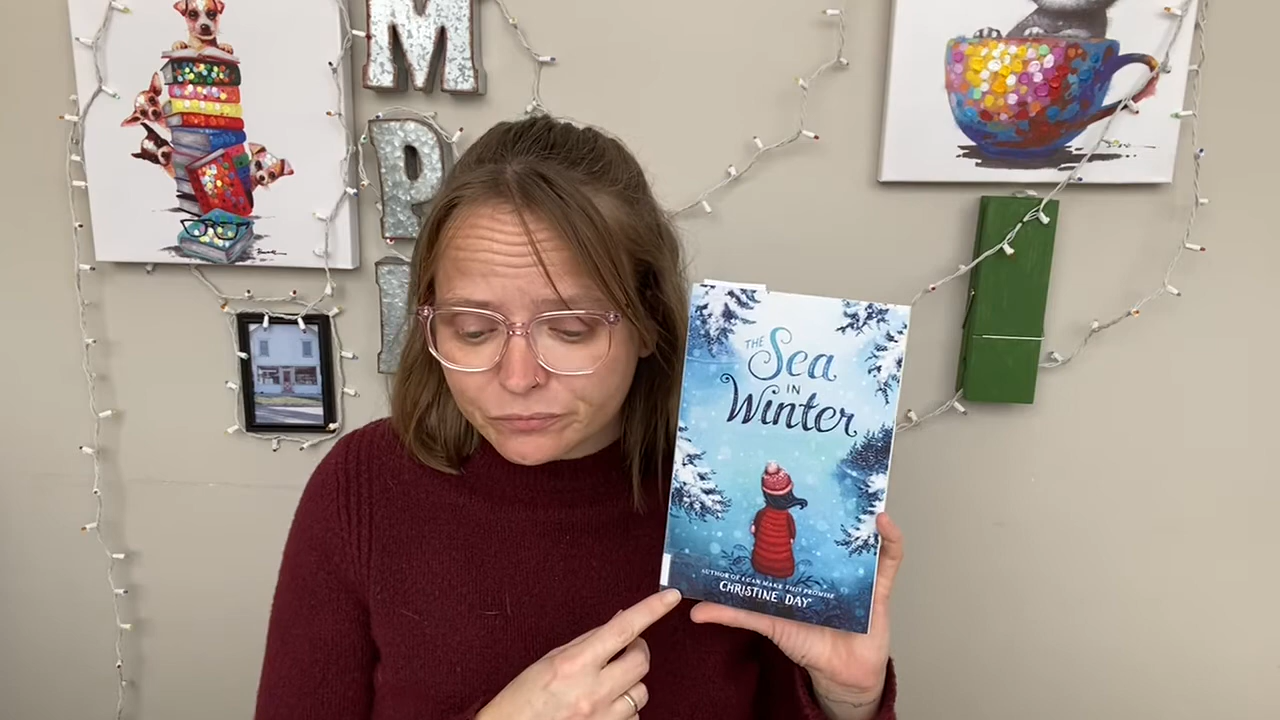 M
P
THE
Sea
IN
Winter
AUTHOR OF I CAN MAKE THIS PROMISE
CHRISTINE DAY